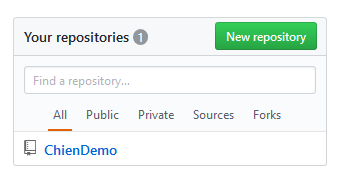 Your repositories 1 New repository
Find a repository...
All Public Private Sources Forks
ChienDemo